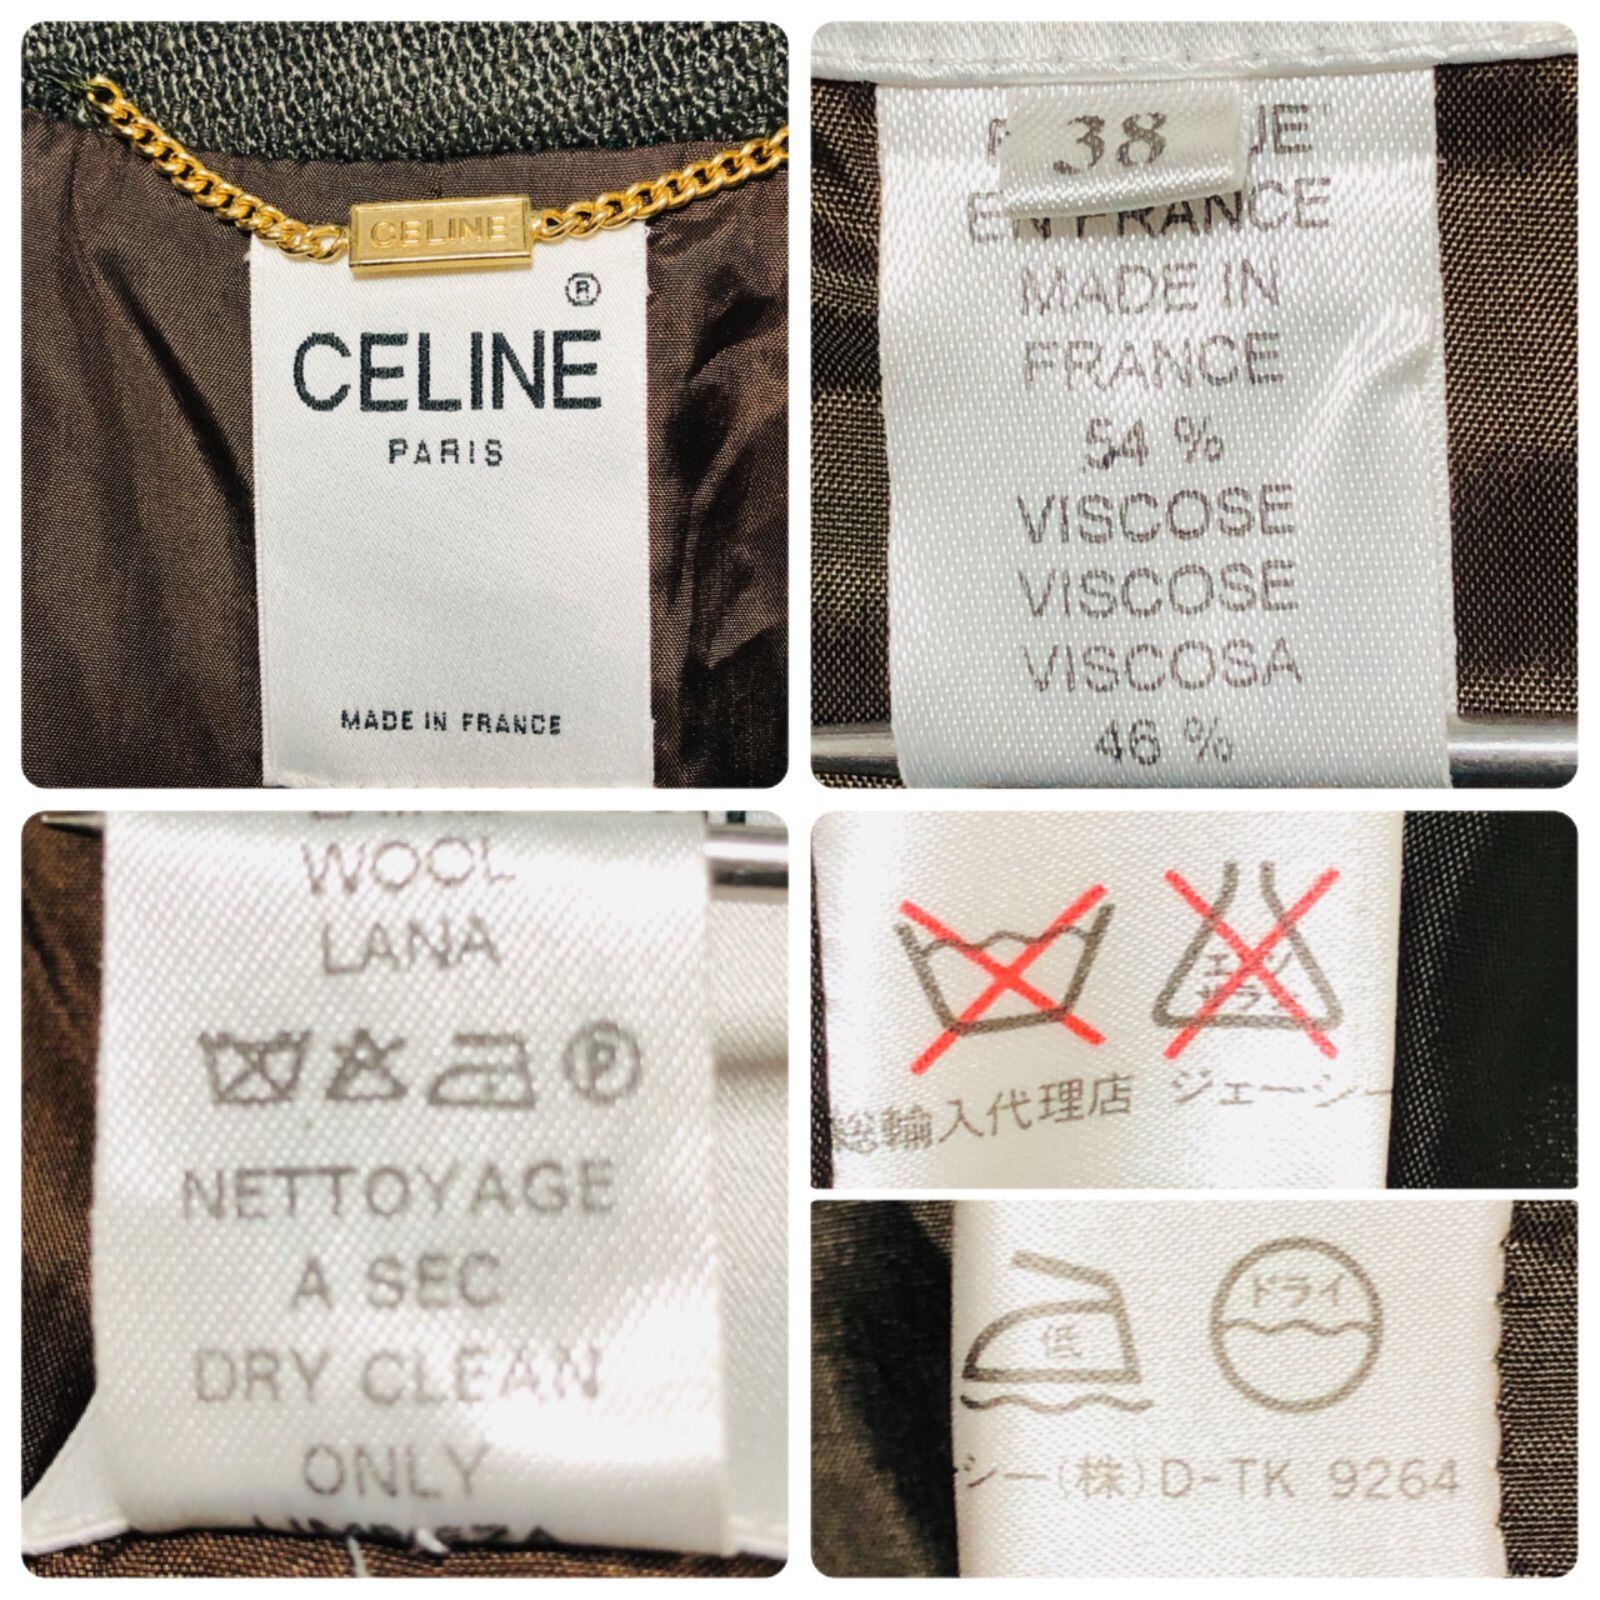 CELINE
®
CELINE
PARIS
MADE IN FRANCE
38
EN FRANCE
MADE IN
FRANCE
54 %
VISCOSE
VISCOSE
VISCOSA
46 %
WOOL
LANA
P
NETTOYAGE
A SEC
DRY CLEAN
ONLY
総輸入代理店 ジェーシー
低
ドライ
シー(株)D-TK 9264